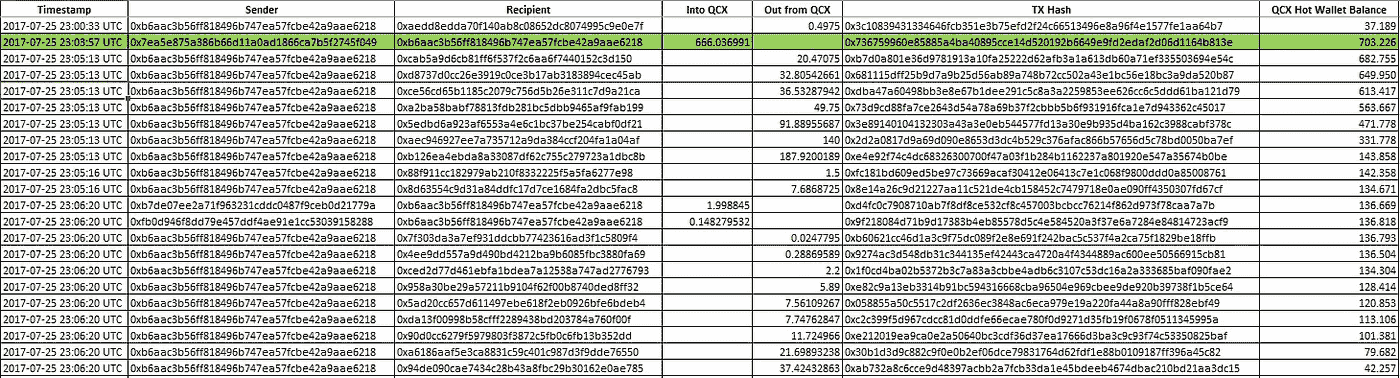 Timestamp Sender Recipient Into QCX Out from QCX TX Hash QCX Hot Wallet Balance
2017-07-25 23:00:33 UTC 0xb6aac3b56ff818496b747ea57fcbe42a9aae6218 0xaedd8edda70f140ab8c08652dc8074995c9e0e7f 0.4975 0x3c10839431334646fcb351e3b75efd2f24c66513496e8a96f4e1577fe1aa64b7 37.189
2017-07-25 23:03:57 UTC 0x7ea5e875a386b66d11a0ad1866ca7b5f2745f049 0xb6aac3b56ff818496b747ea57fcbe42a9aae6218 666.036991 0x736759960e85885a4ba40895cce14d520192b6649e9fd2edaf2d06d1164b813e 703.226
2017-07-25 23:05:13 UTC 0xb6aac3b56ff818496b747ea57fcbe42a9aae6218 0xcab5a9d6cb81ff6f537f2c6aa6f7440152c3d150 20.47075 0xb7d0a801e36d9781913a10fa25222d62afb3a1a613db60a71ef335503694e54c 682.755
2017-07-25 23:05:13 UTC 0xb6aac3b56ff818496b747ea57fcbe42a9aae6218 0xd8737d0cc26e3919c0ce3b17ab3183894cec45ab 32.80542661 0x681115dff25b9d7a9b25d56ab89a748b72cc502a43e1bc56e18bc3a9da520b87 649.950
2017-07-25 23:05:13 UTC 0xb6aac3b56ff818496b747ea57fcbe42a9aae6218 0xce56cd65b1185c2079c756d5b26e311c7d9a21ca 36.53287942 0xdba47a60498bb3e8e67b1dee291c5c8a3a2259853ee626cc6c5ddd61ba121d79 613.417
2017-07-25 23:05:13 UTC 0xb6aac3b56ff818496b747ea57fcbe42a9aae6218 0xa2ba58babf78813fdb281bc5dbb9465af9fab199 49.75 0x73d9cd88fa7ce2643d54a78a69b37f2cbbb5b6f931916fca1e7d943362c45017 563.667
2017-07-25 23:05:13 UTC 0xb6aac3b56ff818496b747ea57fcbe42a9aae6218 0x5edbd6a923af6553a4e6c1bc37be254cabf0df21 91.88955687 0x3e89140104132303a43a3e0eb544577fd13a30e9b935d4ba162c3988cabf378c 471.778
2017-07-25 23:05:13 UTC 0xb6aac3b56ff818496b747ea57fcbe42a9aae6218 0xaec946927ee7a735712a9da384ccf204fa1a04af 140 0x2d2a0817d9a69d090e8653d3dc4b529c376afac866b57656d5c78bd0050ba7ef 331.778
2017-07-25 23:05:13 UTC 0xb6aac3b56ff818496b747ea57fcbe42a9aae6218 0xb126ea4ebda8a33087df62c755c279723a1dbc8b 187.9200189 0xe4e92f74c4dc68326300700f47a03f1b284b1162237a801920e547a35674b0be 143.858
2017-07-25 23:05:16 UTC 0xb6aac3b56ff818496b747ea57fcbe42a9aae6218 0x88f911cc182979ab210f8332225f5a5fa6277e98 1.5 0xfc181bd609ed5be97c73669acaf30412e06413c7e1c068f9800ddd0a85008761 142.358
2017-07-25 23:05:16 UTC 0xb6aac3b56ff818496b747ea57fcbe42a9aae6218 0x8d63554c9d31a84ddfc17d7ce1684fa2dbc5fac8 7.6868725 0x8e14a26c9d21227aa11c521de4cb158452c7479718e0ae090ff4350307fd67cf 134.671
2017-07-25 23:06:20 UTC 0xb7de07ee2a71f963231cddc0487f9ceb0d21779a 0xb6aac3b56ff818496b747ea57fcbe42a9aae6218 1.998845 0xd4fc0c7908710ab7f7f8df8ce532cf8c457003bcbcc76214f862d973f78caa7a7b 136.669
2017-07-25 23:06:20 UTC 0xfb0d946f8dd79e457ddf4ae91e1cc53039158288 0xb6aac3b56ff818496b747ea57fcbe42a9aae6218 0.148279532 0x9f218084d71b9d17383b4eb85578d5c4e584520a3f37e6a7284e84814723acf9 136.818
2017-07-25 23:06:20 UTC 0xb6aac3b56ff818496b747ea57fcbe42a9aae6218 0x7f303da3a7ef931ddcbb77423616ad3f1c5809f4 0.0247795 0xb60621cc46d1a3c9f75dc089f2e8e691f242bac5c537f4a2ca75f1829be18ffb 136.793
2017-07-25 23:06:20 UTC 0xb6aac3b56ff818496b747ea57fcbe42a9aae6218 0x4ee9dd557a9d490bd4212ba9b6085fbc3880fa69 0.28869589 0x9274ac3d548db31c344135ef42443ca4720a4f4344889ac600ee50566915cb81 136.504
2017-07-25 23:06:20 UTC 0xb6aac3b56ff818496b747ea57fcbe42a9aae6218 0xced2d77d461ebfa1bdea7a12538a747ad2776793 2.2 0x1f0cd4ba02b5372b3c7a83a3cbbe4adb6c3107c53dc16a2a333685baf090fae2 134.304
2017-07-25 23:06:20 UTC 0xb6aac3b56ff818496b747ea57fcbe42a9aae6218 0x958a30be29a57211b9104f62f00b8740ded8ff32 5.89 0xe82c9a13eb3314b91bc594316668cba96504e969cbee9de920b39738f1b5ce64 128.414
2017-07-25 23:06:20 UTC 0xb6aac3b56ff818496b747ea57fcbe42a9aae6218 0x5ad20cc657d611497ebe618f2eb0926bfe6bdeb4 7.56109267 0x058855a50c5517c2df2636ec3848ac6eca979e19a220fa44a8a90fff828ebf49 120.853
2017-07-25 23:06:20 UTC 0xb6aac3b56ff818496b747ea57fcbe42a9aae6218 0xda13f00998b58cfff2289438bd203784a760f00f 7.74762847 0xc2c399f5d967cdcc81d0ddfe66ecae780f0d9271d35fb19f0678f0511345995a 113.106
2017-07-25 23:06:20 UTC 0xb6aac3b56ff818496b747ea57fcbe42a9aae6218 0x90d0cc6279f5979803f3872c5fb0c6fb13b352dd 11.724966 0xe212019ea9ca0e2a50640bc3cdf36d37ea17666d3ba3c9c93f74c53350825baf 101.381
2017-07-25 23:06:20 UTC 0xb6aac3b56ff818496b747ea57fcbe42a9aae6218 0xa6186aaf5e3ca8831c59c401c987d3f9dde76550 21.69893238 0x30b1d3d9c882c9f0e0b2ef06dce79831764d62fdf1e88b0109187ff396a45c82 79.682
2017-07-25 23:06:20 UTC 0xb6aac3b56ff818496b747ea57fcbe42a9aae6218 0x94de090cae7434c28b43a8fbc29b30162e0ae785 37.42432863 0xab732a8c6cce9d48397acbb2a7fcb33da1e45bdeeb4674dbac210bd21aa3dc15 42.257